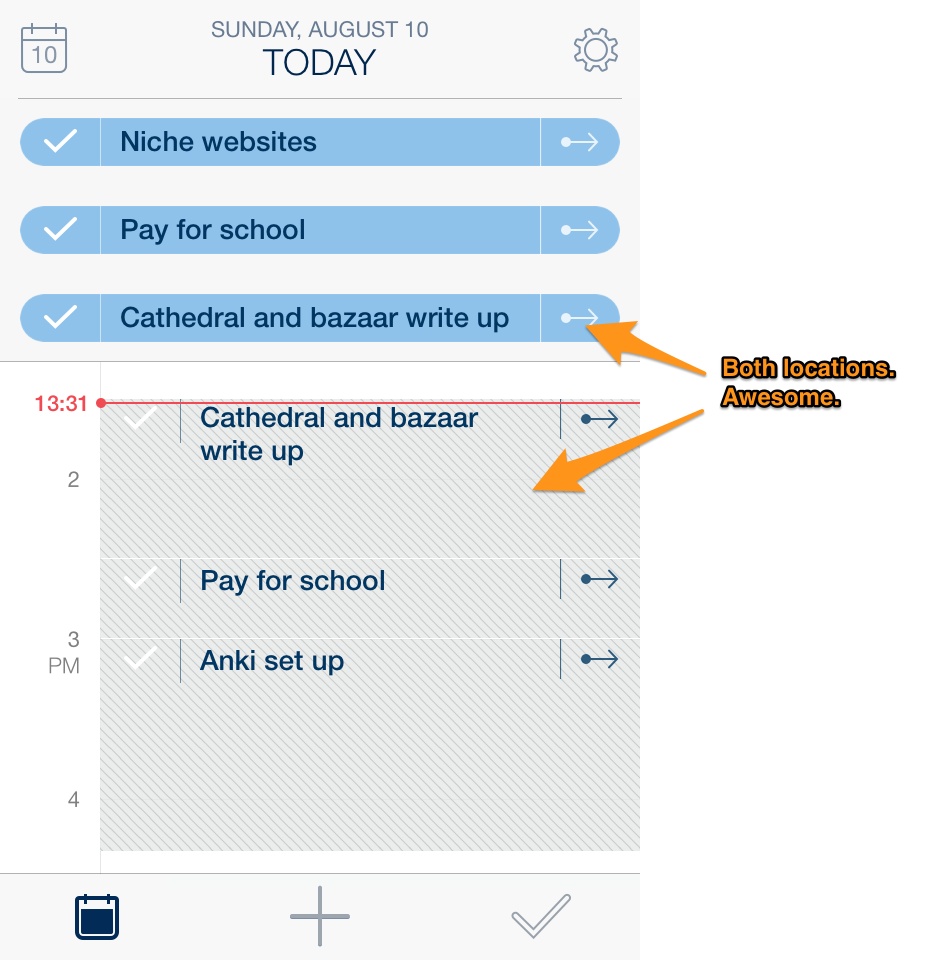 SUNDAY, AUGUST 10
10
TODAY
Niche websites
Pay for school
Cathedral and bazaar write up
Both locations.
Awesome.
13:31
Cathedral and bazaar
write up
2
Pay for school
3
PM
Anki set up
4